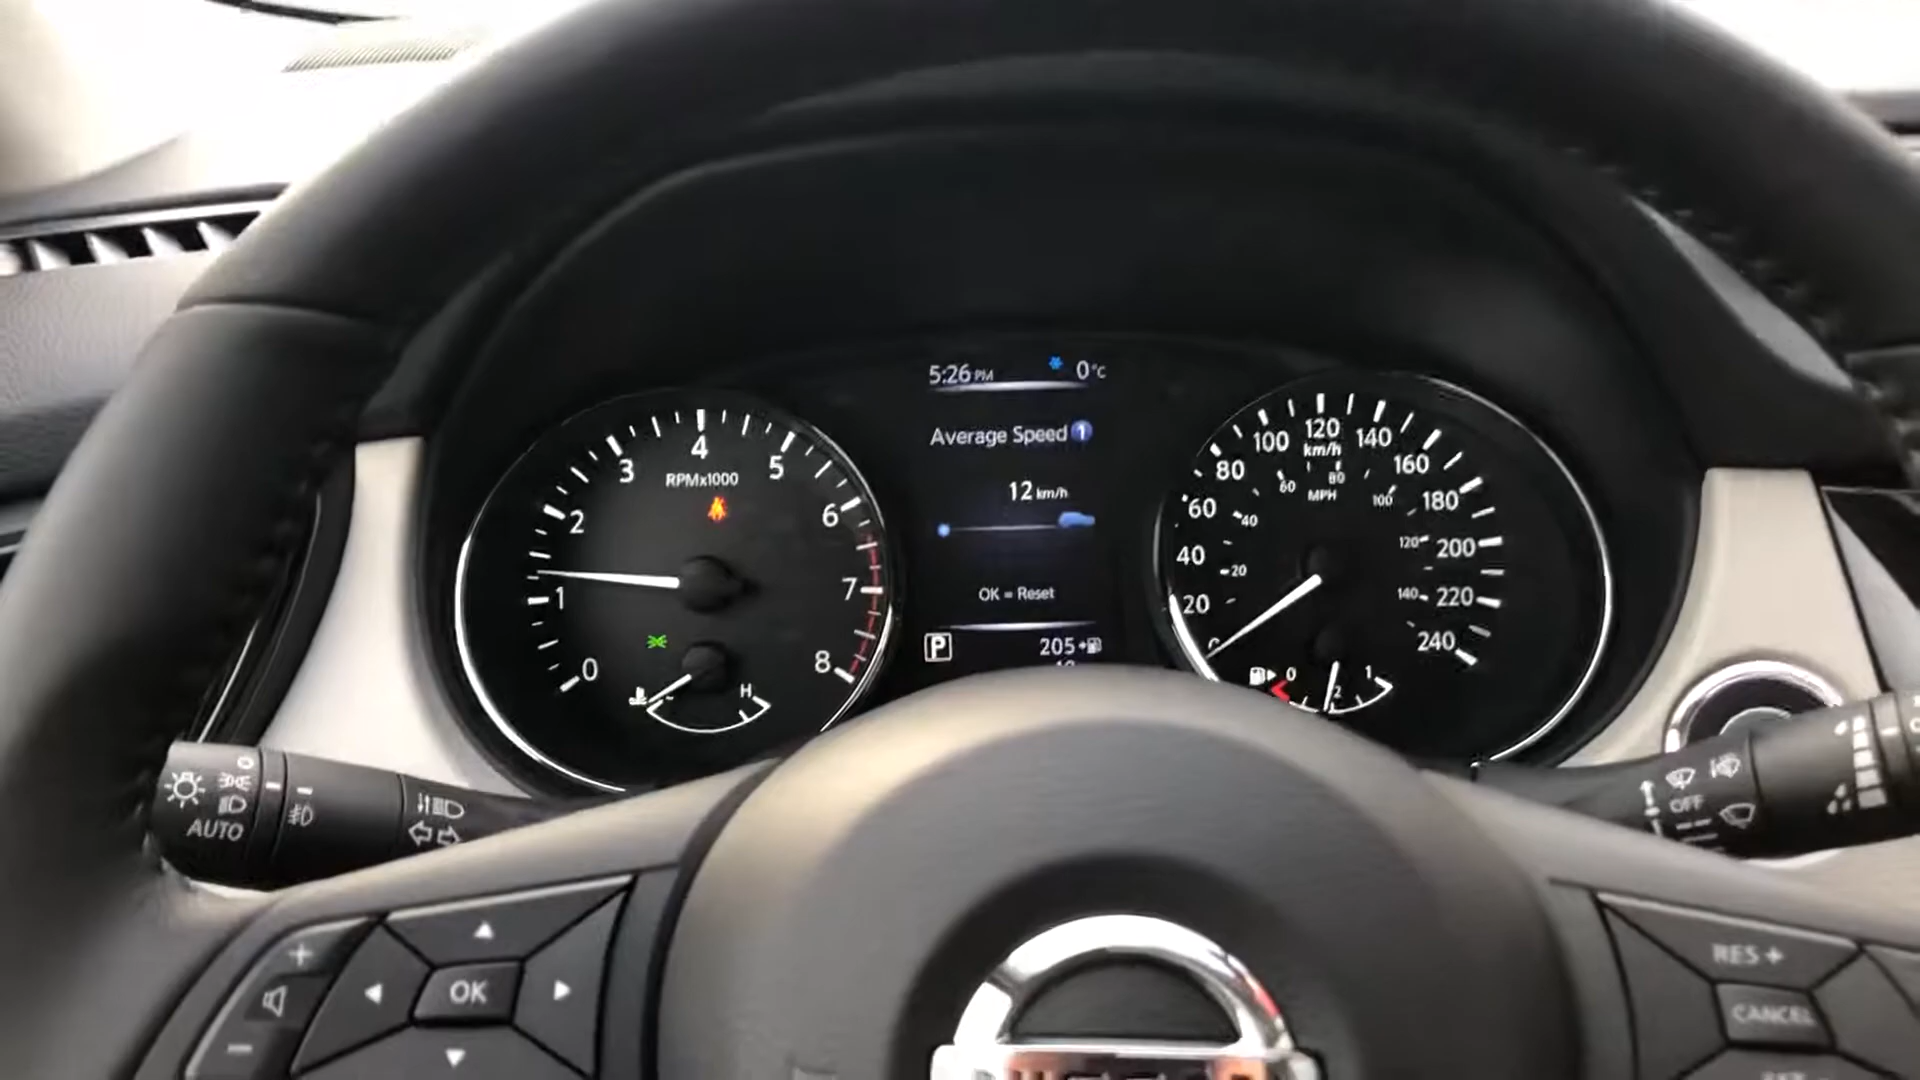 5:26 PM 0°C
Average Speed 1
12 km/h
OK = Reset
P 205
0 1 2 3 4 5 6 7 8
RPMx1000
H
0 20 40 60 80 100 120 140 160 180 200 220 240
km/h
20 40 60 80 100 120 140
MPH
0 1/2 1
AUTO
OFF
+
OK
−
RES +
CANCEL